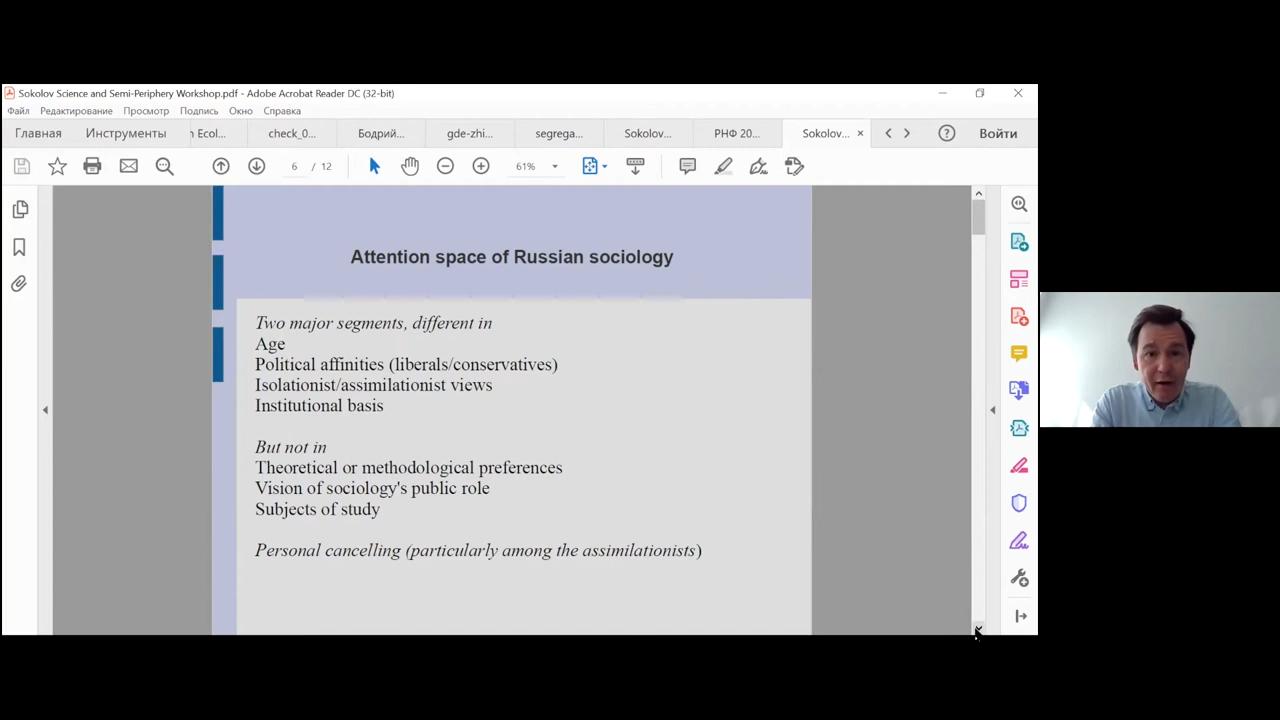 Sokolov Science and Semi-Periphery Workshop.pdf - Adobe Acrobat Reader DC (32-bit)
Файл Редактирование Просмотр Подпись Окно Справка
Главная Инструменты ı Ecol... check_0... Бодрий... gde-zhi... segrega... Sokolov... РНФ 20... Sokolov... × Войти
6 / 12 61%
Attention space of Russian sociology
Two major segments, different in
Age
Political affinities (liberals/conservatives)
Isolationist/assimilationist views
Institutional basis
But not in
Theoretical or methodological preferences
Vision of sociology's public role
Subjects of study
Personal cancelling (particularly among the assimilationists)